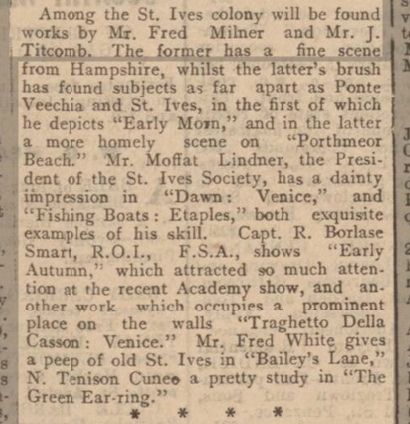 Among the St. Ives colony will be found
works by Mr. Fred Milner and Mr. J.
Titcomb. The former has a fine scene
from Hampshire, whilst the latter's brush
has found subjects as far apart as Ponte
Veechia and St. Ives, in the first of which
he depicts "Early Morn," and in the latter
a more homely scene on "Porthmeor
Beach." Mr. Moffat Lindner, the Presi-
dent of the St. Ives Society, has a dainty
impression in "Dawn: Venice," and
"Fishing Boats: Etaples," both exquisite
examples of his skill. Capt. R. Borlase
Smart, R.O.I., F.S.A., shows "Early
Autumn," which attracted so much atten-
tion at the recent Academy show, and an-
other work which occupies a prominent
place on the walls "Traghetto Della
Casson: Venice." Mr. Fred White gives
a peep of old St. Ives in "Bailey's Lane,"
N. Tenison Cuneo a pretty study in "The
Green Ear-ring."
* * * *